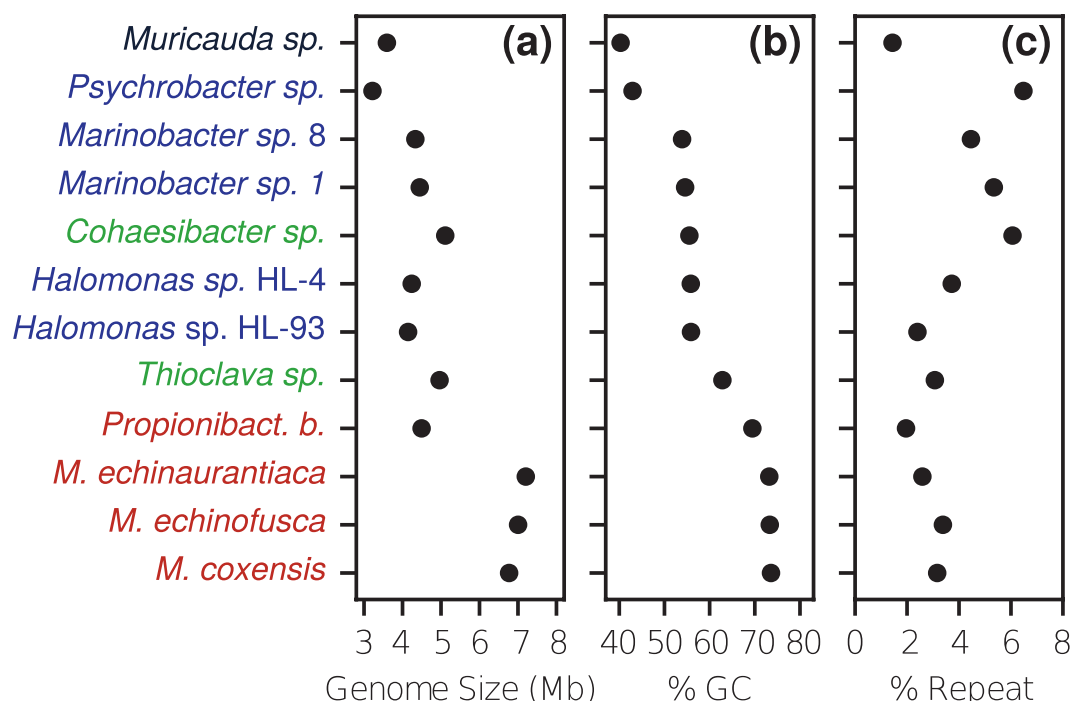 Muricauda sp.
Psychrobacter sp.
Marinobacter sp. 8
Marinobacter sp. 1
Cohaesibacter sp.
Halomonas sp. HL-4
Halomonas sp. HL-93
Thioclava sp.
Propionibact. b.
M. echinaurantiaca
M. echinofusca
M. coxensis
(a) (b) (c)
3 4 5 6 7 8 40 50 60 70 80 0 2 4 6 8
Genome Size (Mb) % GC % Repeat